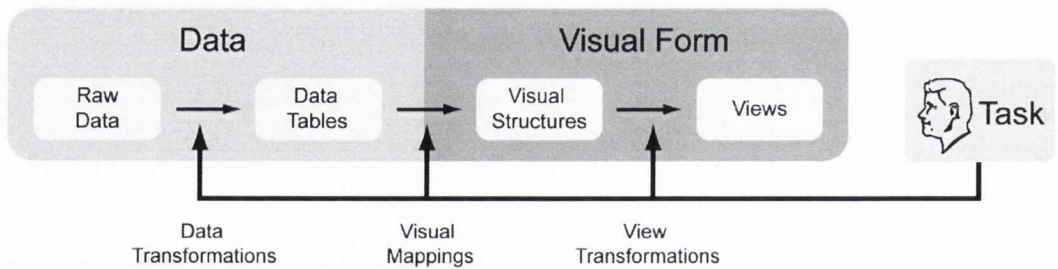 Data
Visual Form
Raw
Data
Data
Tables
Visual
Structures
Views
Task
Data
Transformations
Visual
Mappings
View
Transformations